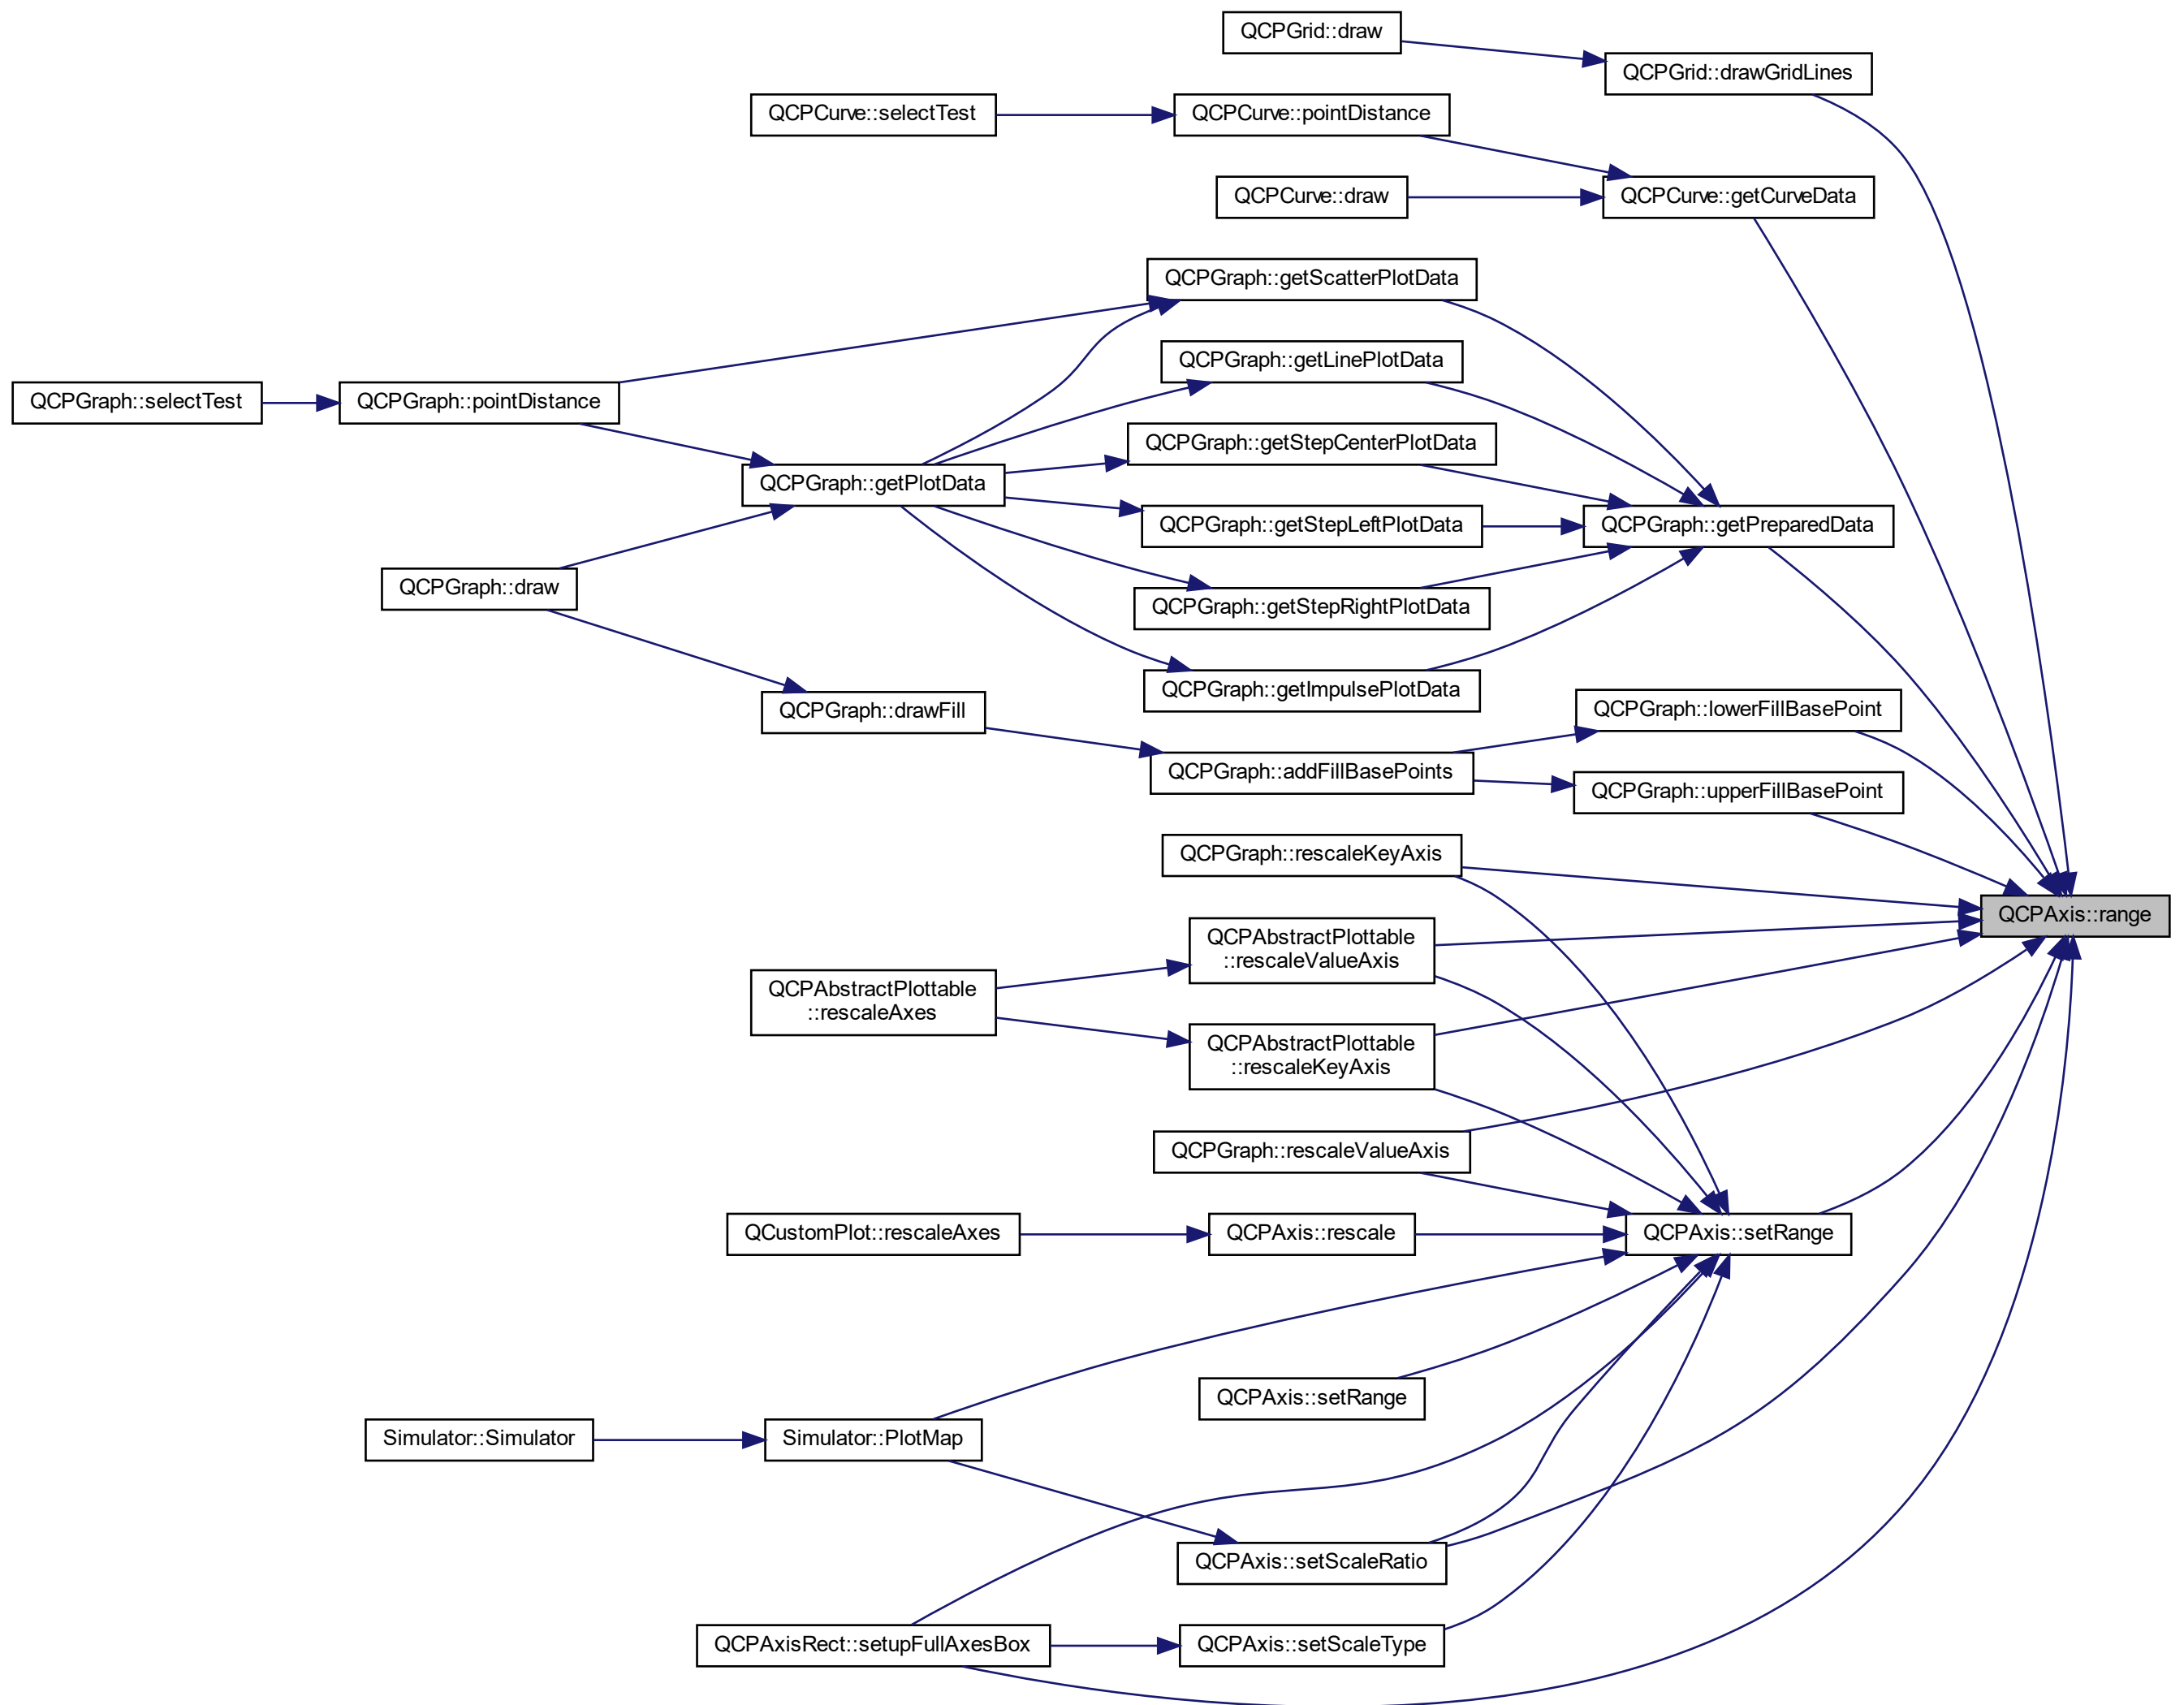 QCPGrid::draw
QCPGrid::drawGridLines
QCPCurve::selectTest
QCPCurve::pointDistance
QCPCurve::draw
QCPCurve::getCurveData
QCPGraph::getScatterPlotData
QCPGraph::getLinePlotData
QCPGraph::selectTest
QCPGraph::pointDistance
QCPGraph::getStepCenterPlotData
QCPGraph::getPlotData
QCPGraph::getStepLeftPlotData
QCPGraph::getPreparedData
QCPGraph::draw
QCPGraph::getStepRightPlotData
QCPGraph::getImpulsePlotData
QCPGraph::drawFill
QCPGraph::lowerFillBasePoint
QCPGraph::addFillBasePoints
QCPGraph::upperFillBasePoint
QCPGraph::rescaleKeyAxis
QCPAxis::range
QCPAbstractPlottable
::rescaleValueAxis
QCPAbstractPlottable
::rescaleAxes
QCPAbstractPlottable
::rescaleKeyAxis
QCPGraph::rescaleValueAxis
QCustomPlot::rescaleAxes
QCPAxis::rescale
QCPAxis::setRange
QCPAxis::setRange
Simulator::Simulator
Simulator::PlotMap
QCPAxis::setScaleRatio
QCPAxisRect::setupFullAxesBox
QCPAxis::setScaleType